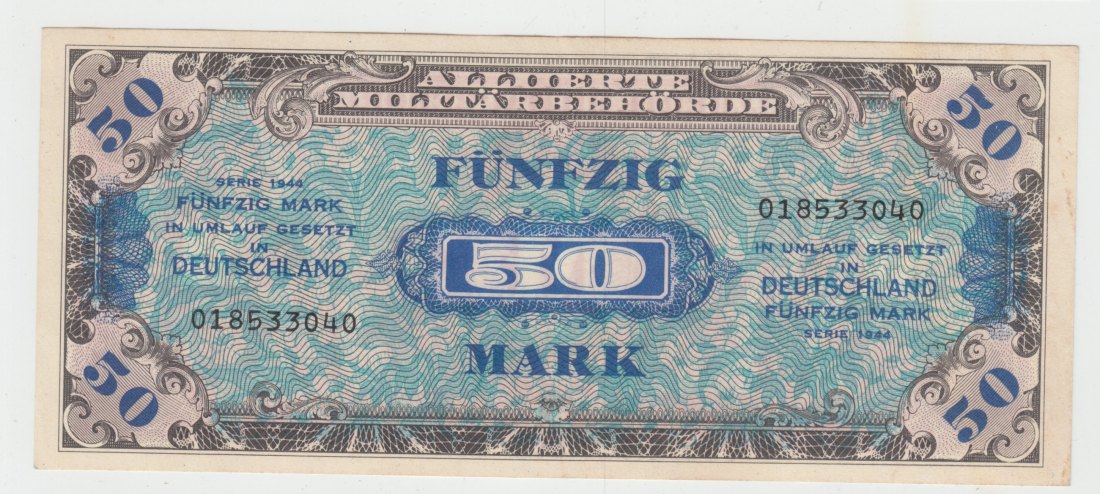 50
ALLIIERTE
MILITÄRBEHÖRDE
50
FÜNFZIG
SERIE 1944
FÜNFZIG MARK
IN UMLAUF GESETZT
IN
DEUTSCHLAND
018533040
50
018533040
IN UMLAUF GESETZT
IN
DEUTSCHLAND
FÜNFZIG MARK
SERIE 1944
MARK
50
50